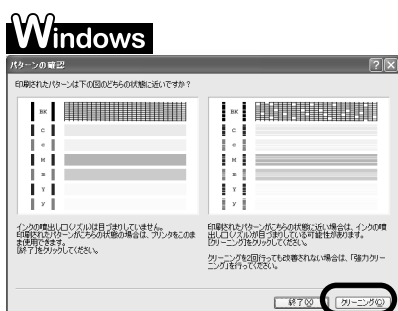 Windows
パターンの確認
印刷されたパターンは下の図のどちらの状態に近いですか?
BK
C
c
M
m
Y
y
BK
C
c
M
m
Y
y
インクの噴出し口(ノズル)は目づまりしていません。
印刷されたパターンがこちらの状態の場合は、プリンタをこのま
ま使用できます。
[終了]をクリックしてください。
印刷されたパターンがこちらの状態に近い場合は、インクの噴
出し口(ノズル)が目づまりしている可能性があります。
[クリーニング]をクリックしてください。
クリーニングを2回行っても改善されない場合は、「強力クリー
ニング」を行ってください。
終了(X)
クリーニング(C)